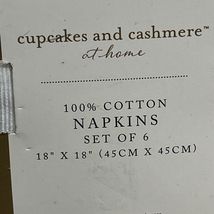 cupcakes and cashmere™
at home
100% COTTON
NAPKINS
SET OF 6
18" X 18" (45CM X 45CM)